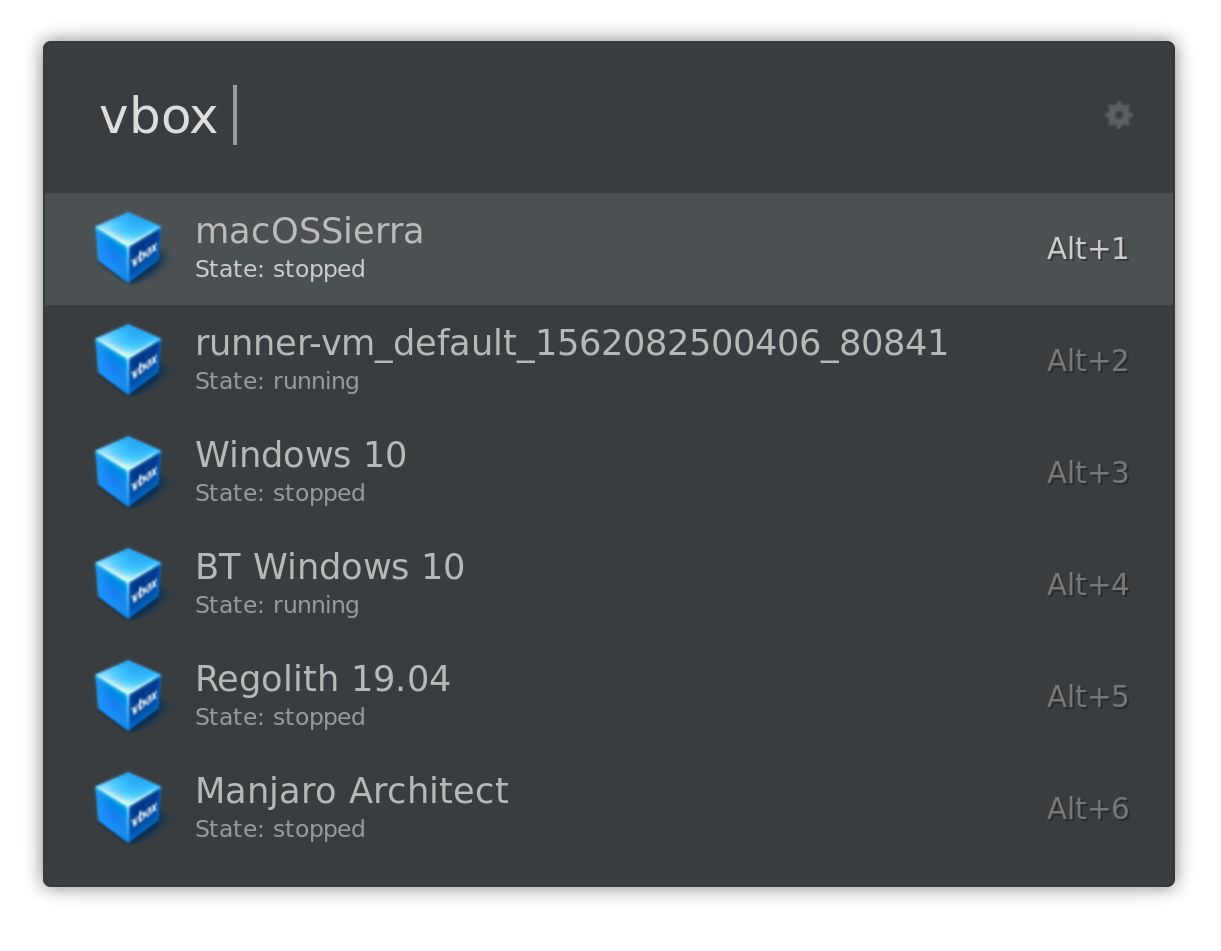 vbox
macOSSierra
State: stopped
Alt+1
vbox
runner-vm_default_1562082500406_80841
State: running
Alt+2
vbox
Windows 10
State: stopped
Alt+3
vbox
BT Windows 10
State: running
Alt+4
vbox
Regolith 19.04
State: stopped
Alt+5
vbox
Manjaro Architect
State: stopped
Alt+6
vbox